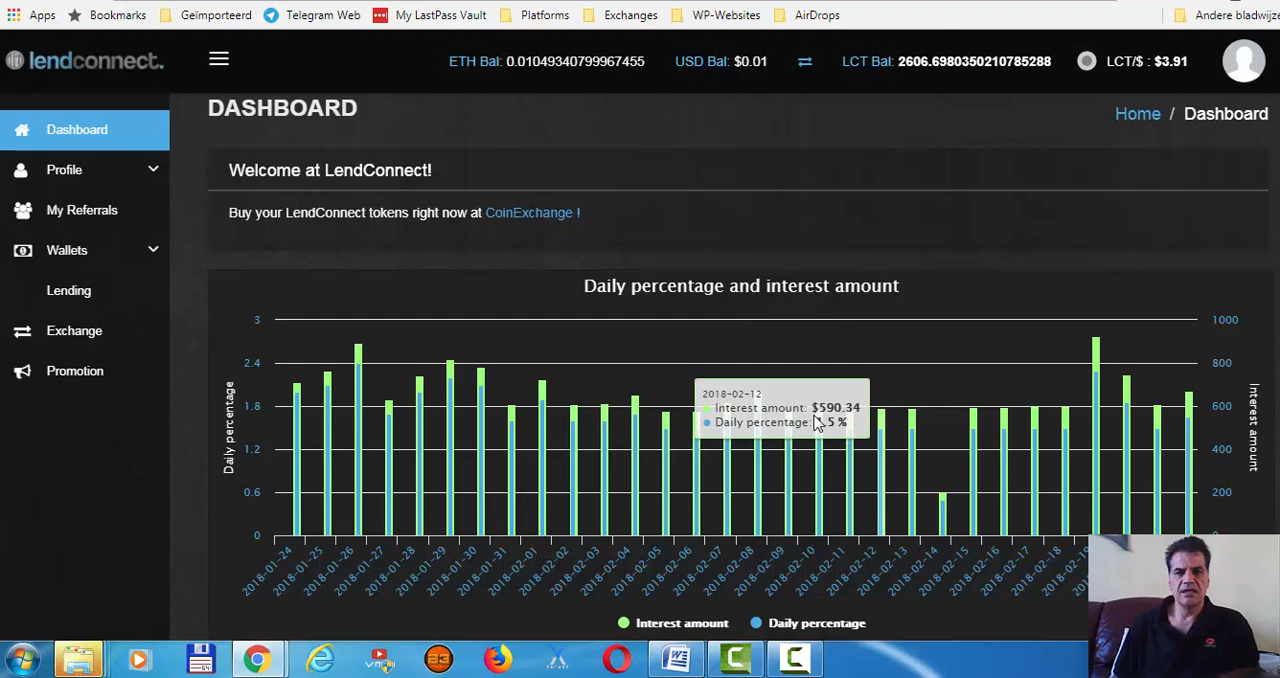 Apps Bookmarks Geïmporteerd Telegram Web My LastPass Vault Platforms Exchanges WP-Websites AirDrops Andere bladwijze
lendconnect. ETH Bal: 0.01049340799967455 USD Bal: $0.01 LCT Bal: 2606.6980350210785288 LCT/$ : $3.91
DASHBOARD
Home / Dashboard
Dashboard
Profile
My Referrals
Wallets
Lending
Exchange
Promotion
Welcome at LendConnect!
Buy your LendConnect tokens right now at CoinExchange !
Daily percentage and interest amount
3
2.4
1.8
1.2
0.6
0
Daily percentage
1000
800
600
400
200
Interest amount
2018-02-12
Interest amount: $590.34
Daily percentage: 5 %
2018-01-24
2018-01-25
2018-01-26
2018-01-27
2018-01-28
2018-01-29
2018-01-30
2018-01-31
2018-02-01
2018-02-02
2018-02-03
2018-02-04
2018-02-05
2018-02-06
2018-02-07
2018-02-08
2018-02-09
2018-02-10
2018-02-11
2018-02-12
2018-02-13
2018-02-14
2018-02-15
2018-02-16
2018-02-17
2018-02-18
2018-02-19
Interest amount Daily percentage